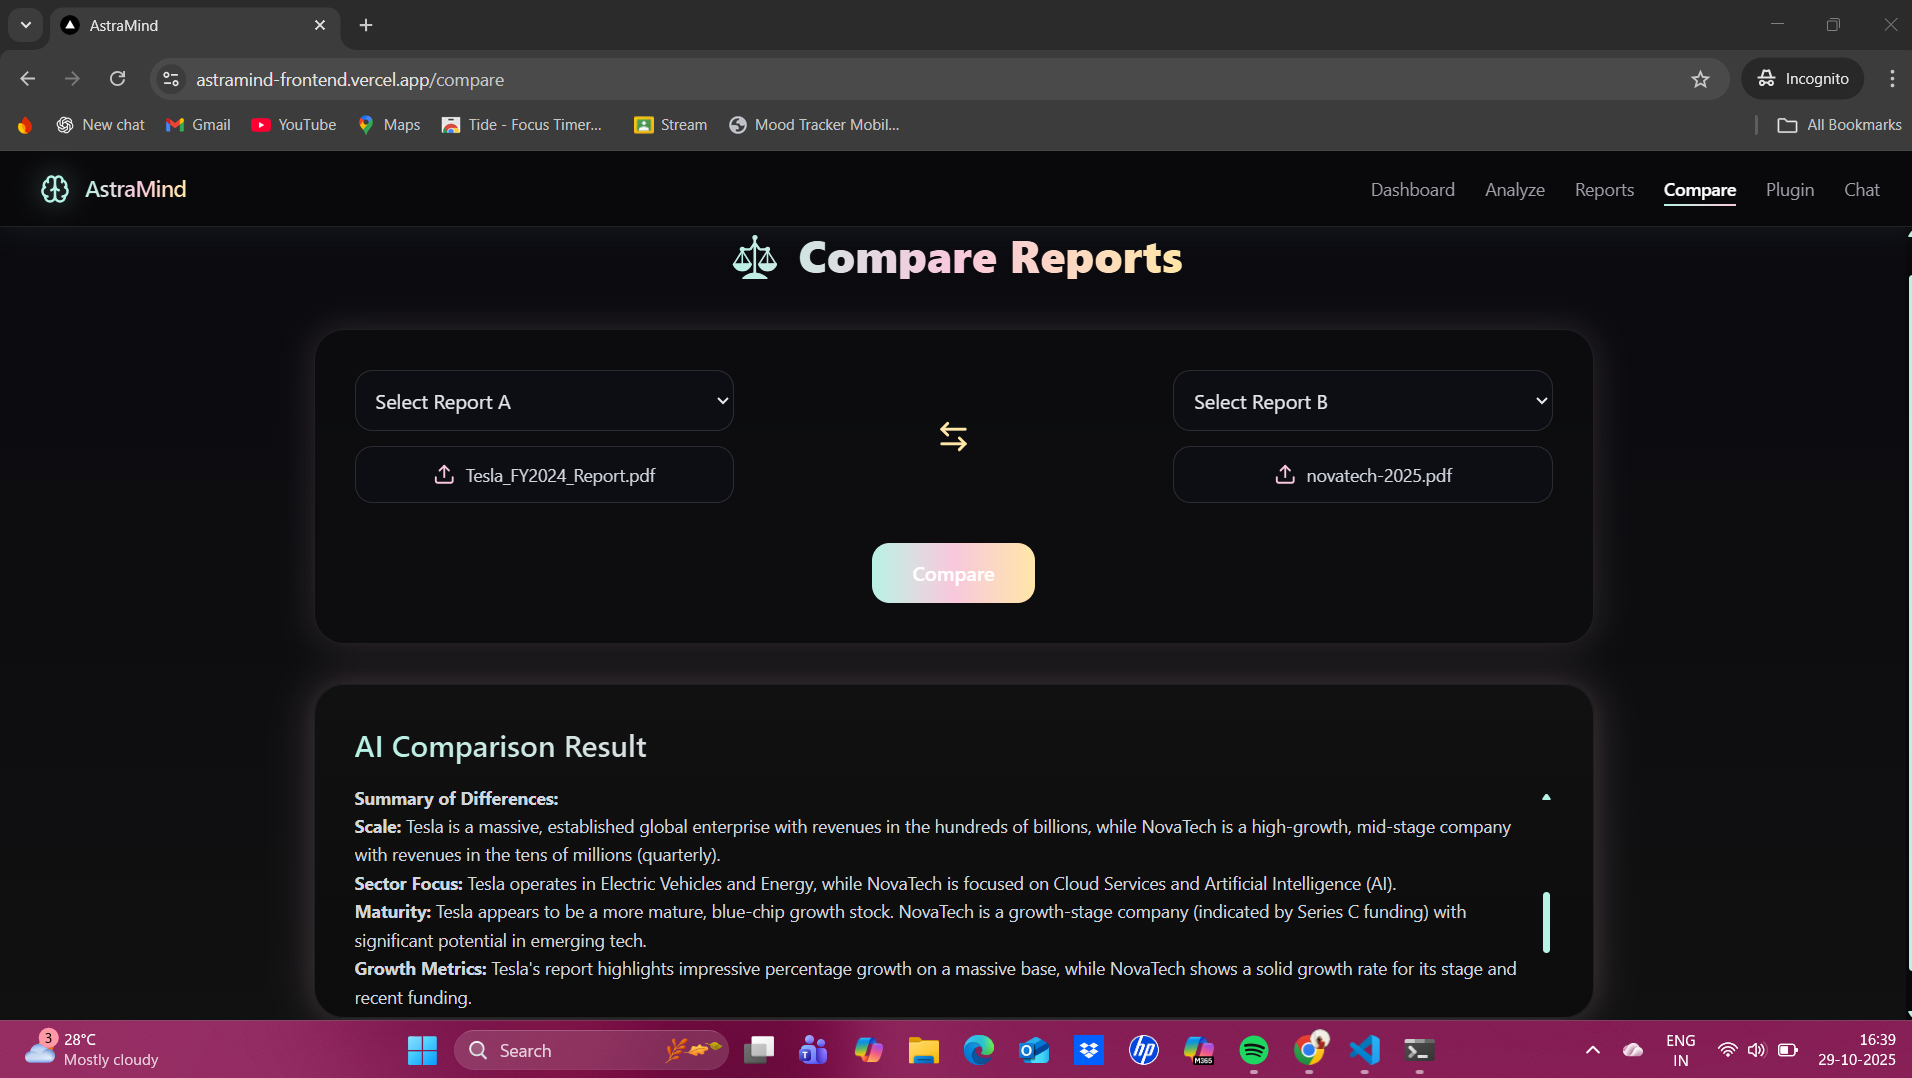 AstraMind
astramind-frontend.vercel.app/compare
Incognito
New chat
Gmail
YouTube
Maps
Tide - Focus Timer...
Stream
Mood Tracker Mobil...
All Bookmarks
AstraMind
Dashboard
Analyze
Reports
Compare
Plugin
Chat
Compare Reports
Select Report A
Select Report B
Tesla_FY2024_Report.pdf
novatech-2025.pdf
Compare
AI Comparison Result
Summary of Differences:
Scale: Tesla is a massive, established global enterprise with revenues in the hundreds of billions, while NovaTech is a high-growth, mid-stage company
with revenues in the tens of millions (quarterly).
Sector Focus: Tesla operates in Electric Vehicles and Energy, while NovaTech is focused on Cloud Services and Artificial Intelligence (AI).
Maturity: Tesla appears to be a more mature, blue-chip growth stock. NovaTech is a growth-stage company (indicated by Series C funding) with
significant potential in emerging tech.
Growth Metrics: Tesla's report highlights impressive percentage growth on a massive base, while NovaTech shows a solid growth rate for its stage and
recent funding.
3
28°C
Mostly cloudy
Search
M365
ENG
IN
16:39
29-10-2025